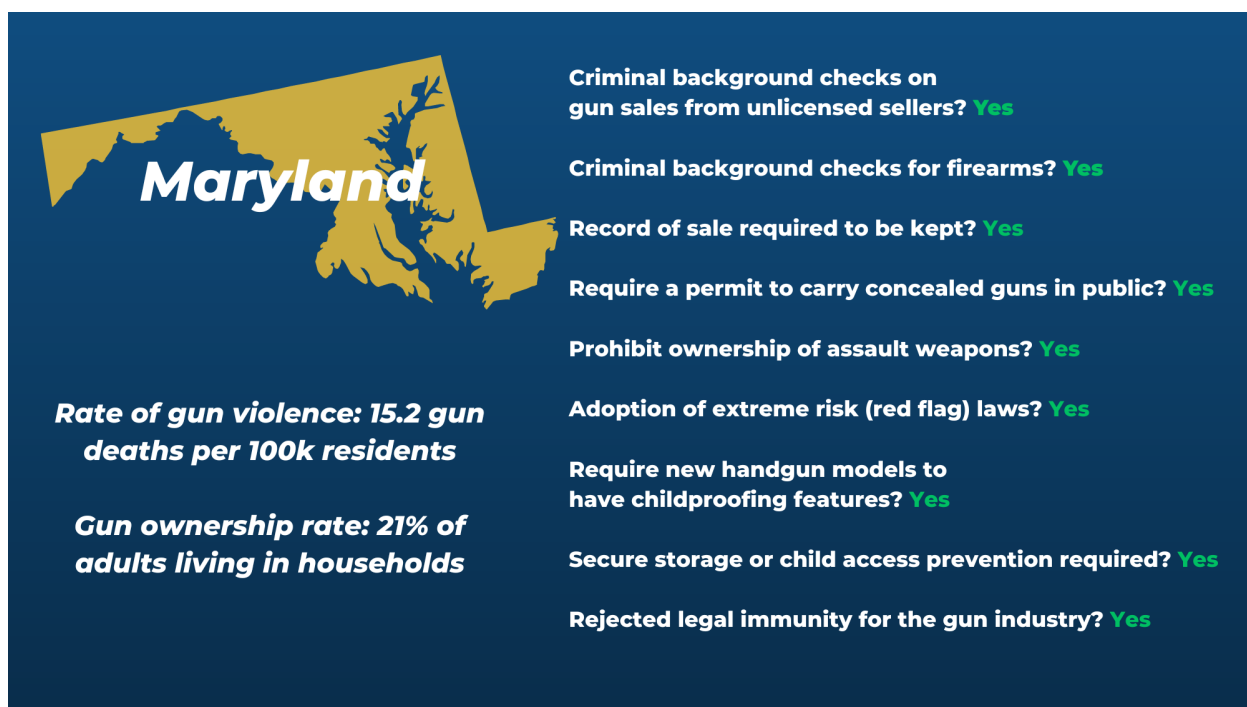 Maryland
Rate of gun violence: 15.2 gun
deaths per 100k residents
Gun ownership rate: 21% of
adults living in households
Criminal background checks on
gun sales from unlicensed sellers? Yes
Criminal background checks for firearms? Yes
Record of sale required to be kept? Yes
Require a permit to carry concealed guns in public? Yes
Prohibit ownership of assault weapons? Yes
Adoption of extreme risk (red flag) laws? Yes
Require new handgun models to
have childproofing features? Yes
Secure storage or child access prevention required? Yes
Rejected legal immunity for the gun industry? Yes